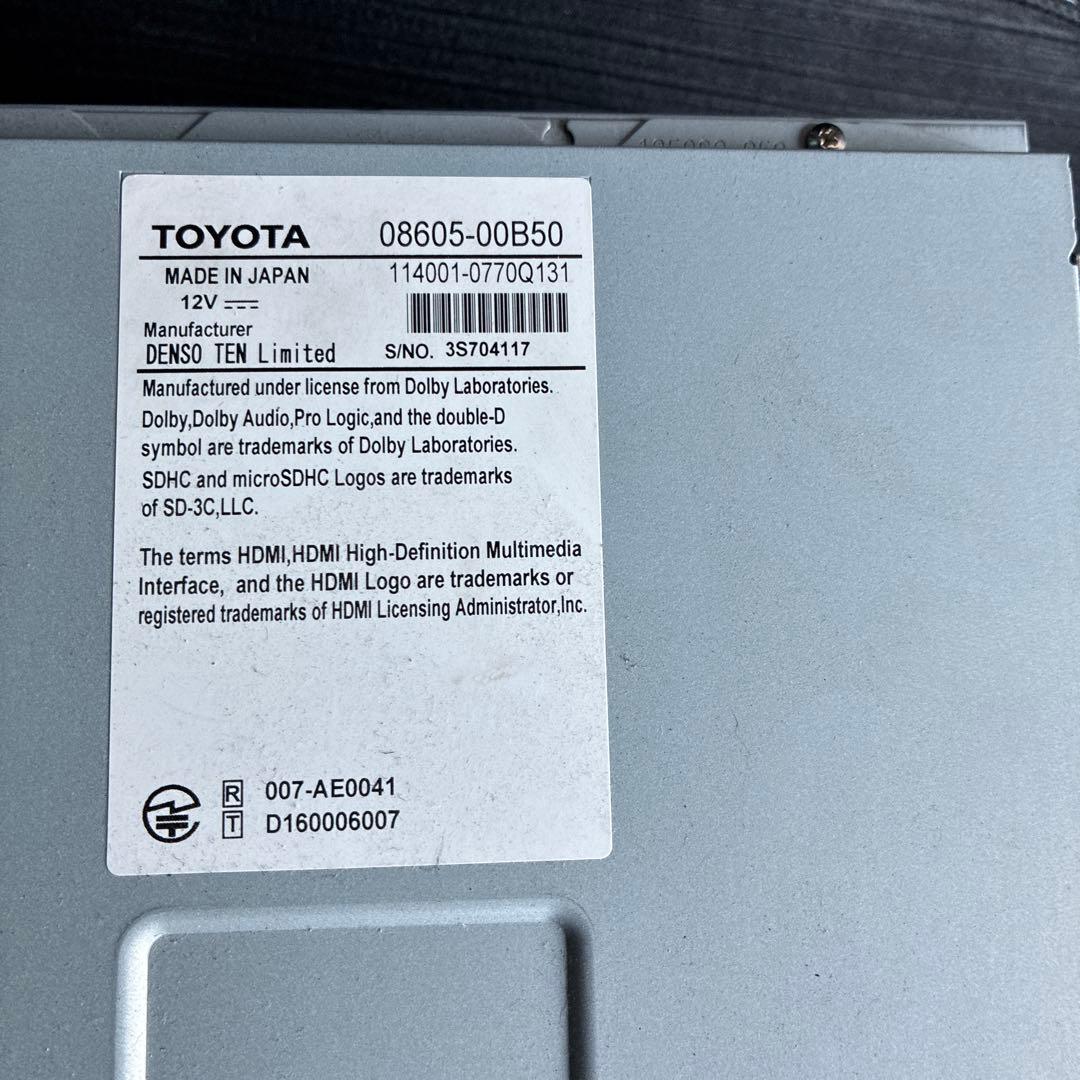 TOYOTA 08605-00B50
MADE IN JAPAN 114001-0770Q131
12V
Manufacturer
DENSO TEN Limited S/NO. 3S704117
Manufactured under license from Dolby Laboratories.
Dolby,Dolby Audio,Pro Logic,and the double-D
symbol are trademarks of Dolby Laboratories.
SDHC and microSDHC Logos are trademarks
of SD-3C,LLC.
The terms HDMI,HDMI High-Definition Multimedia
Interface, and the HDMI Logo are trademarks or
registered trademarks of HDMI Licensing Administrator,Inc.
R 007-AE0041
T D160006007